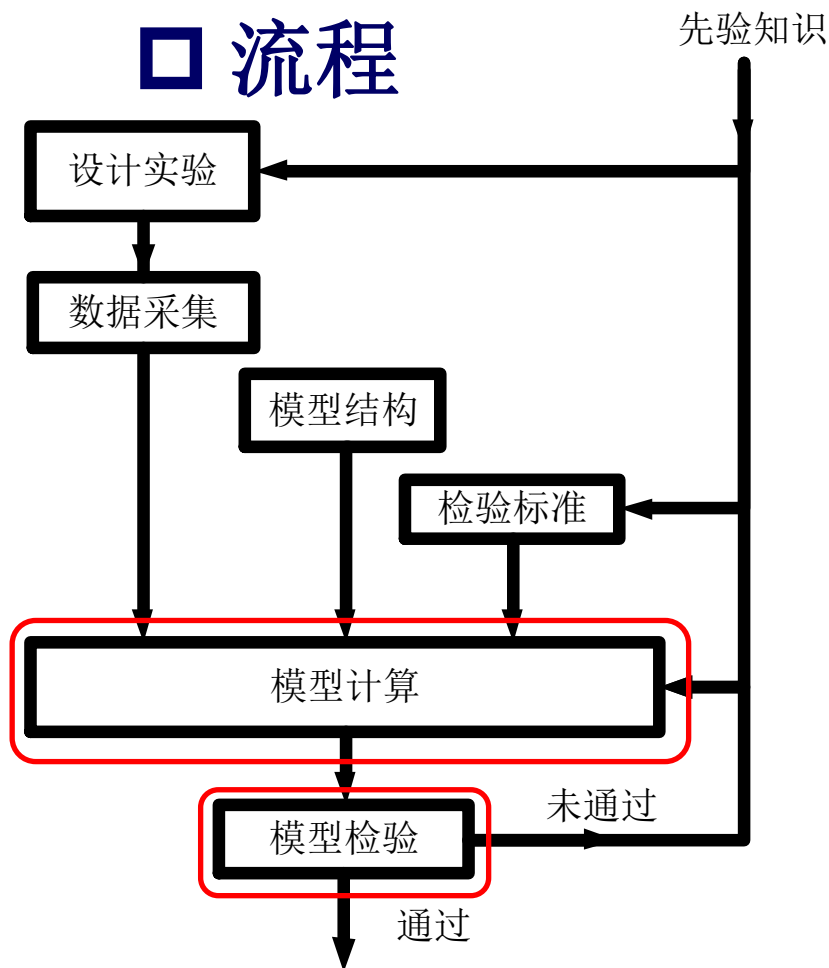 流程
先验知识
设计实验
数据采集
模型结构
检验标准
模型计算
未通过
模型检验
通过